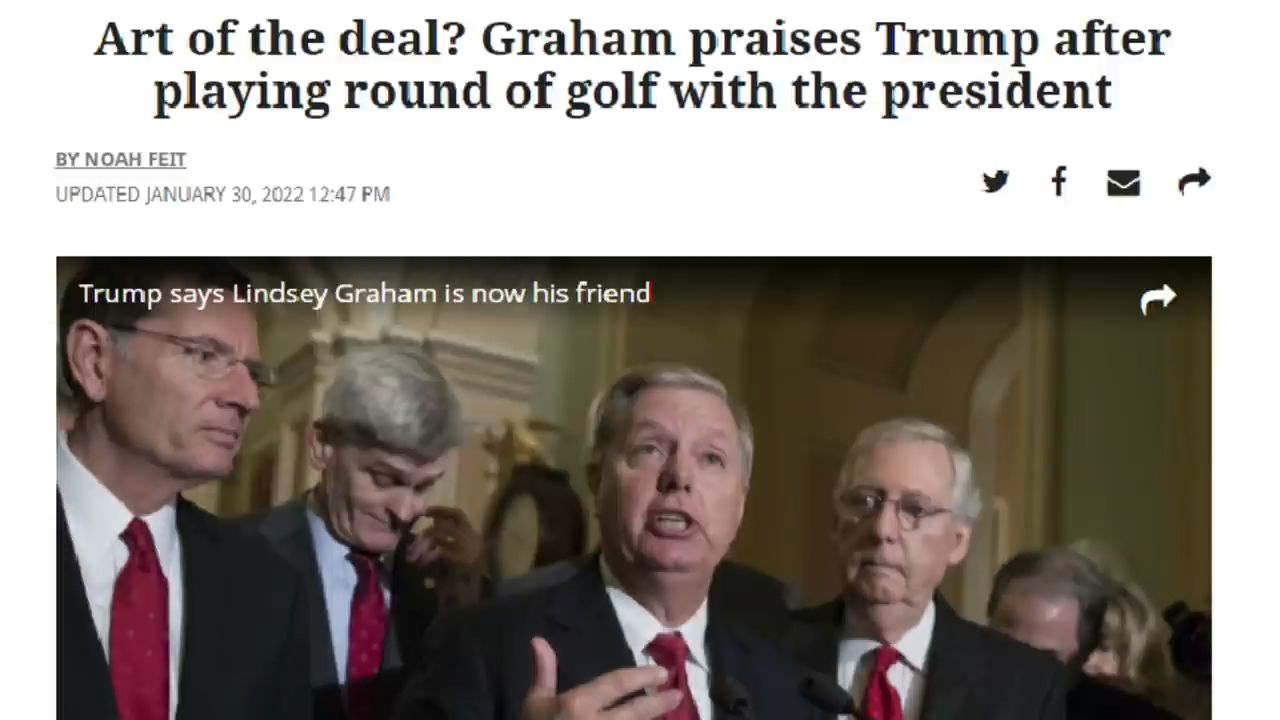 Art of the deal? Graham praises Trump after
playing round of golf with the president
BY NOAH FEIT
UPDATED JANUARY 30, 2022 12:47 PM
Trump says Lindsey Graham is now his friend